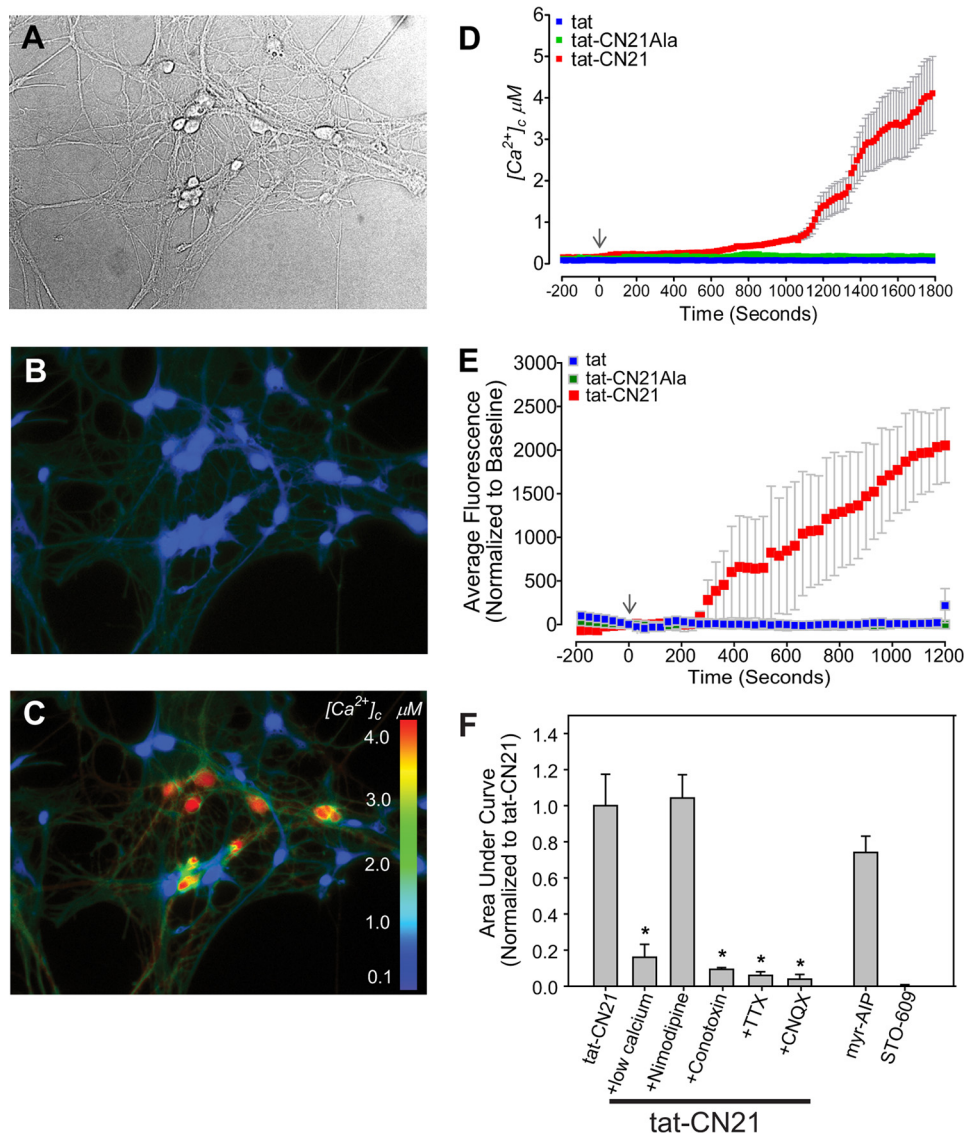 A
B
C
[Ca²⁺]c µM
4.0
3.0
2.0
1.0
0.1
D
tat
tat-CN21Ala
tat-CN21
[Ca²⁺]c µM
6
5
4
3
2
1
0
-200 0 200 400 600 800 1000 1200 1400 1600 1800
Time (Seconds)
E
tat
tat-CN21Ala
tat-CN21
Average Fluorescence
(Normalized to Baseline)
3000
2500
2000
1500
1000
500
0
-200 0 200 400 600 800 1000 1200
Time (Seconds)
F
Area Under Curve
(Normalized to tat-CN21)
1.4
1.2
1.0
0.8
0.6
0.4
0.2
0.0
* * * *
tat-CN21
+low calcium
+Nimodipine
+Conotoxin
+TTX
+CNQX
myr-AIP
STO-609
tat-CN21